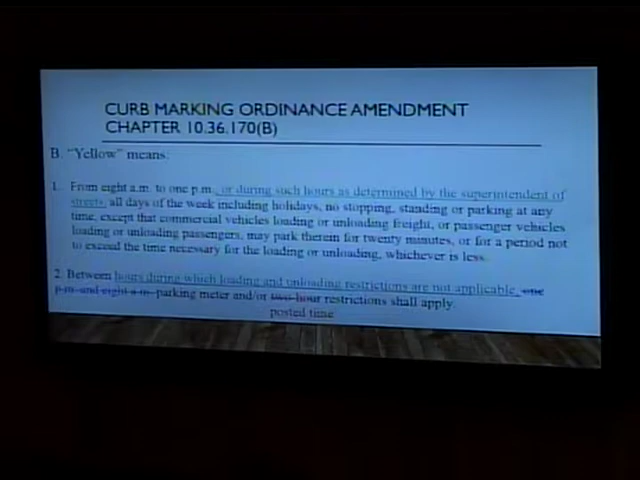 CURB MARKING ORDINANCE AMENDMENT
CHAPTER 10.36.170(B)
B. "Yellow" means:
1. From eight a.m. to one p.m., or during such hours as determined by the superintendent of
streets, all days of the week including holidays, no stopping, standing or parking at any
time, except that commercial vehicles loading or unloading freight, or passenger vehicles
loading or unloading passengers, may park therein for twenty minutes, or for a period not
to exceed the time necessary for the loading or unloading, whichever is less.
2. Between hours during which loading and unloading restrictions are not applicable, one
p.m. and eight a.m. parking meter and/or two-hour restrictions shall apply.
posted time